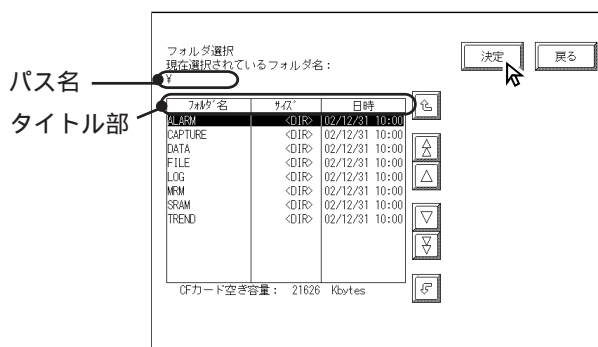 フォルダ選択
現在選択されているフォルダ名：
¥
決定
戻る
パス名
タイトル部
ﾌｫﾙﾀﾞ名 ｻｲｽﾞ 日時
ALARM <DIR> 02/12/31 10:00
CAPTURE <DIR> 02/12/31 10:00
DATA <DIR> 02/12/31 10:00
FILE <DIR> 02/12/31 10:00
LOG <DIR> 02/12/31 10:00
MRM <DIR> 02/12/31 10:00
SRAM <DIR> 02/12/31 10:00
TREND <DIR> 02/12/31 10:00
CFカード空き容量： 21626 Kbytes